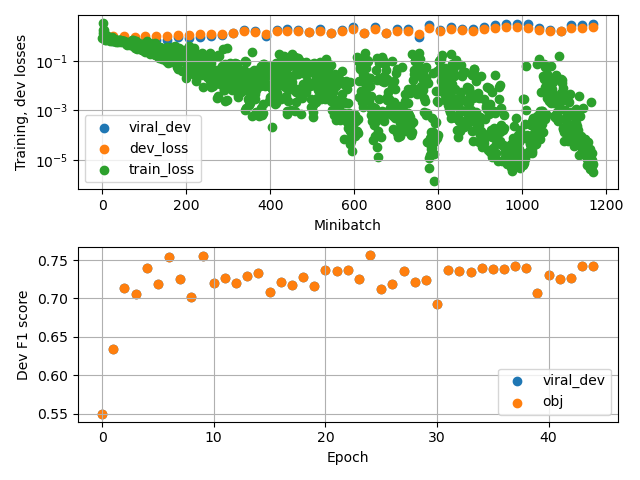 Training, dev losses
10⁻¹
10⁻³
10⁻⁵
viral_dev
dev_loss
train_loss
0 200 400 600 800 1000 1200
Minibatch
Dev F1 score
0.75
0.70
0.65
0.60
0.55
viral_dev
obj
0 10 20 30 40
Epoch